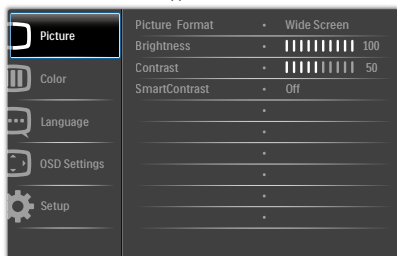 Picture
Color
Language
OSD Settings
Setup
Picture Format • Wide Screen
Brightness • 100
Contrast • 50
SmartContrast • Off
•
•
•
•
•